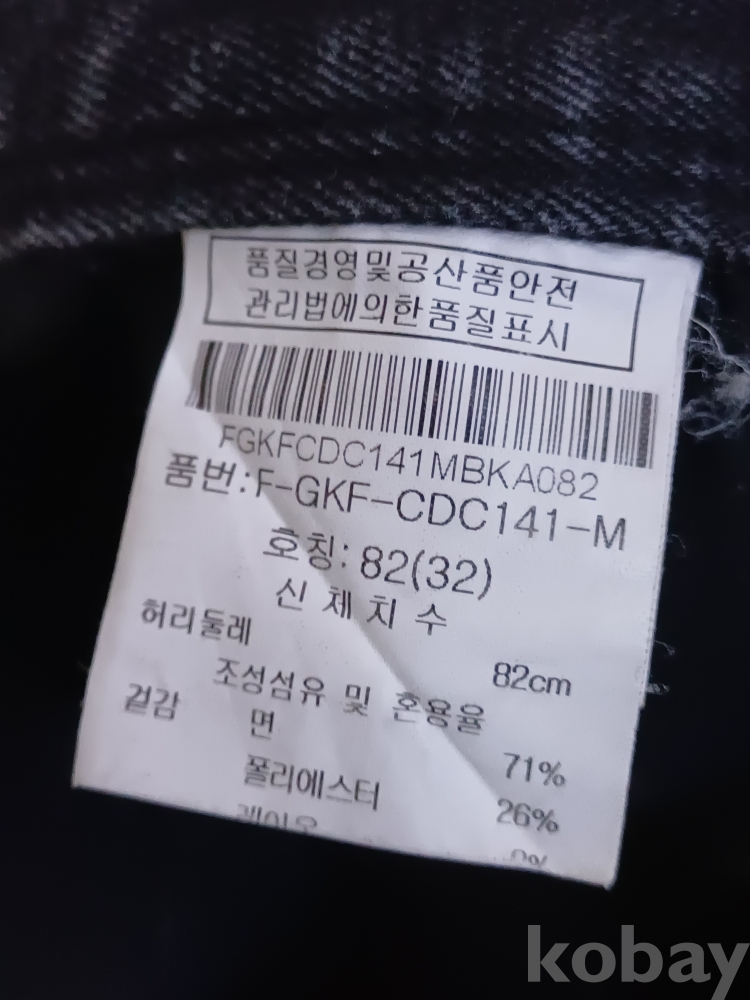 품질경영및공산품안전
관리법에의한품질표시
FGKFCDC141MBKA082
품번:F-GKF-CDC141-M
호칭: 82(32)
신 체 치 수
허리둘레 82cm
조성섬유 및 혼용율
겉감 면 71%
폴리에스터 26%
kobay